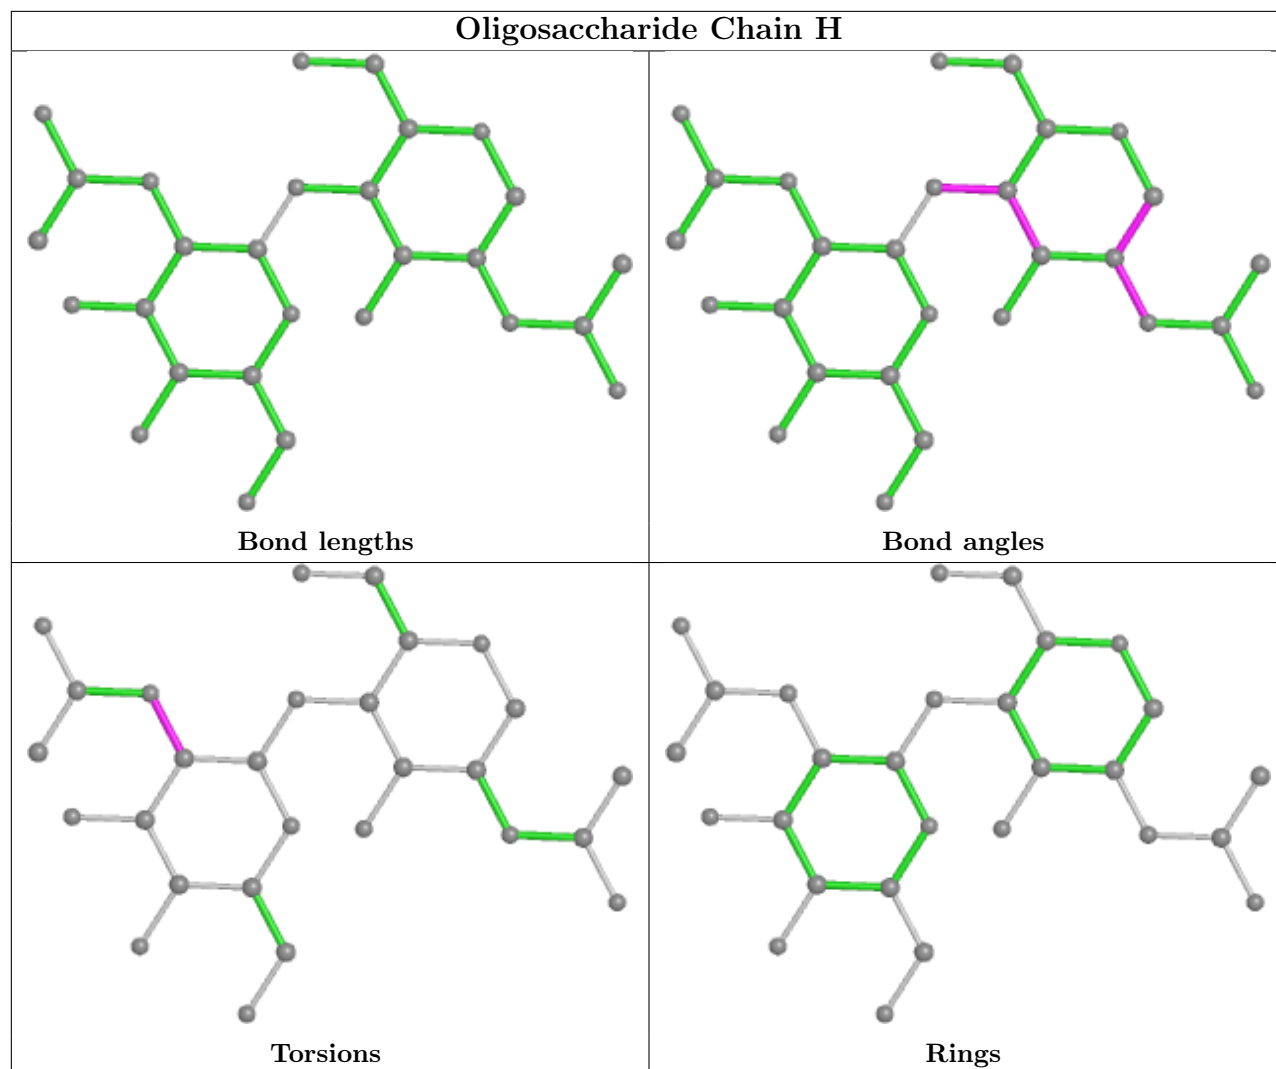 Oligosaccharide Chain H
Bond lengths
Bond angles
Torsions
Rings